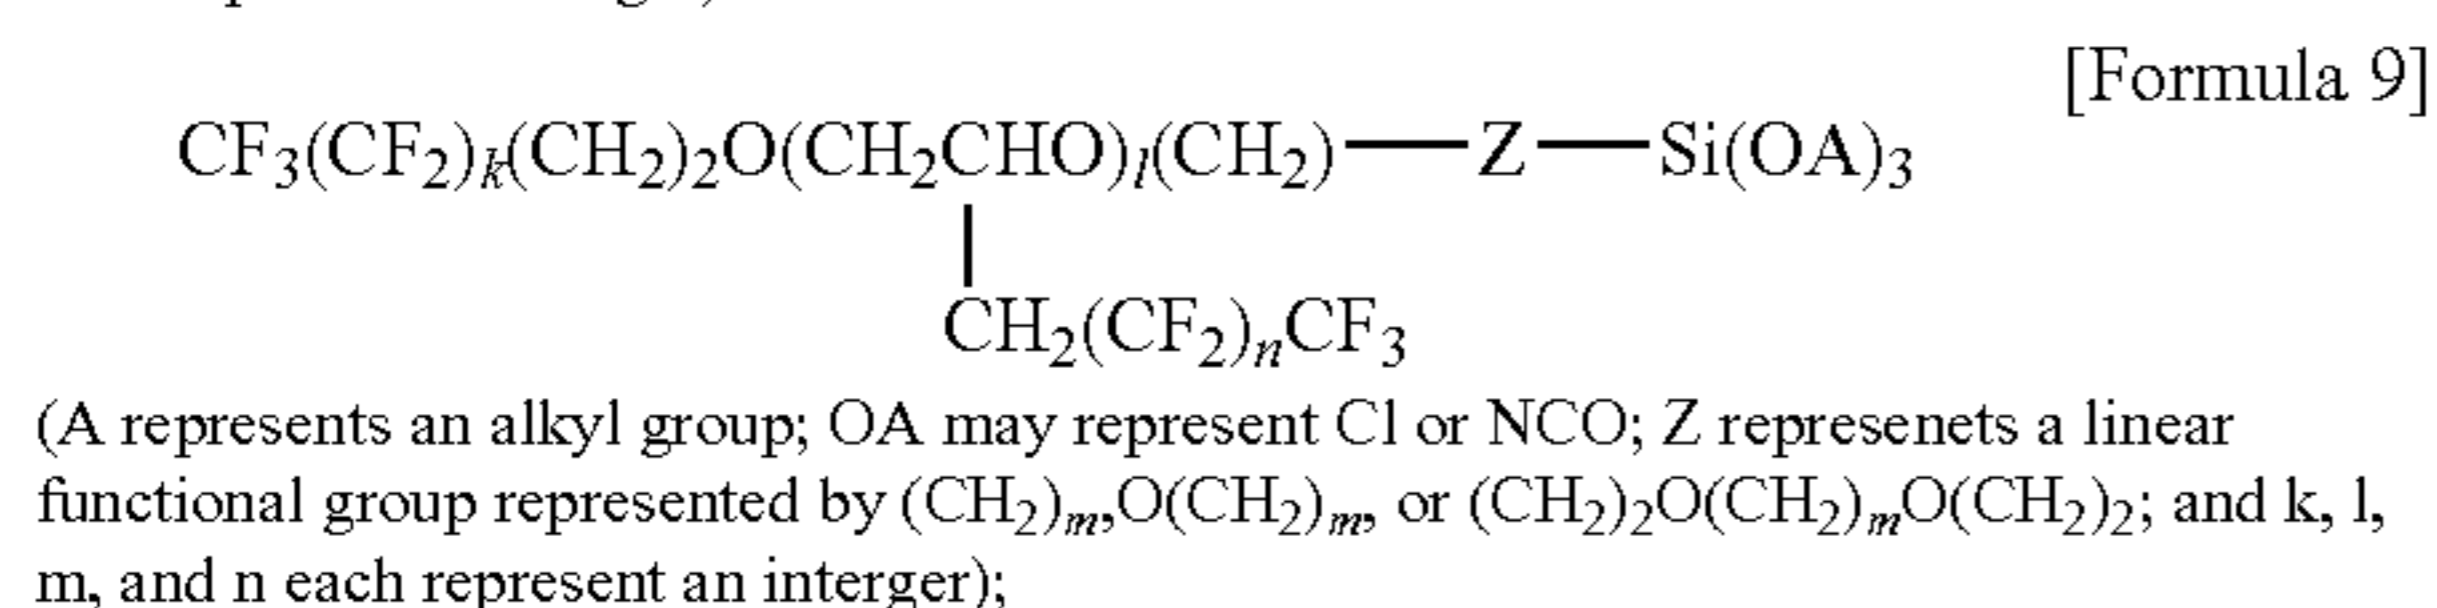 [Formula 9]
CF₃(CF₂)ₖ(CH₂)₂O(CH₂CHO)ₗ(CH₂)—Z—Si(OA)₃
CH₂(CF₂)ₙCF₃
(A represents an alkyl group; OA may represent Cl or NCO; Z represenets a linear
functional group represented by (CH₂)ₘ,O(CH₂)ₘ, or (CH₂)₂O(CH₂)ₘO(CH₂)₂; and k, l,
m, and n each represent an interger);